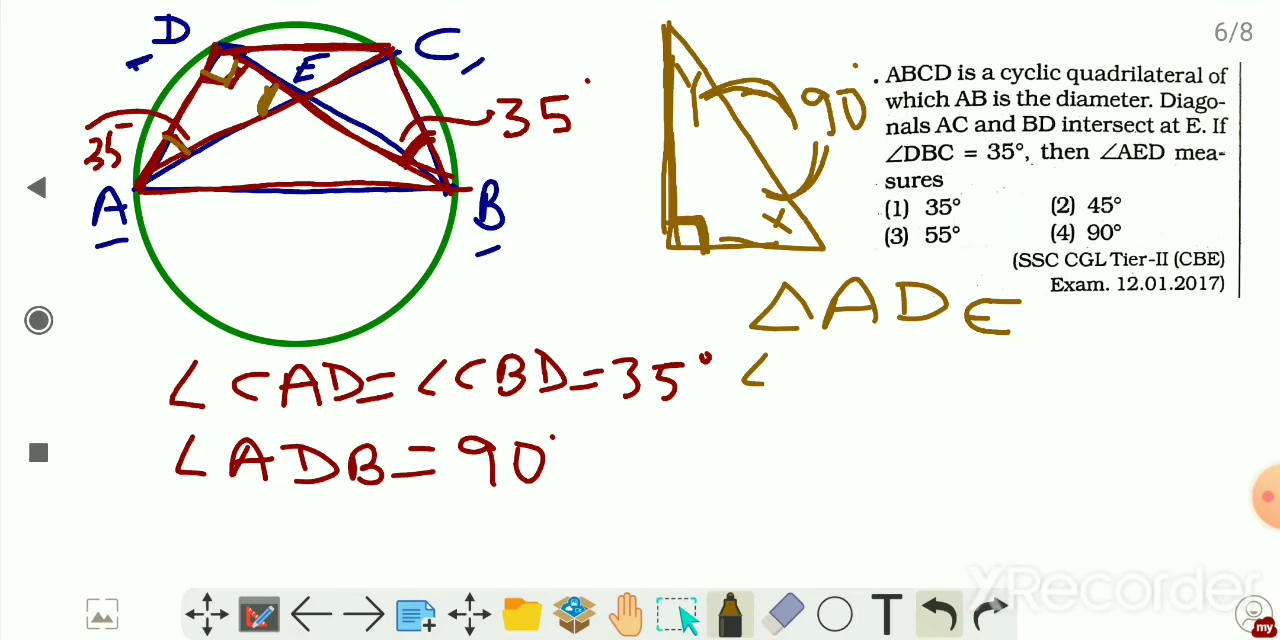 D
E
C,
35°
35
A
B
∠CAD=∠CBD=35°
∠ADB=90°
Y
90°
x
△ADE
∠
6/8
. ABCD is a cyclic quadrilateral of
which AB is the diameter. Diago-
nals AC and BD intersect at E. If
∠DBC = 35°, then ∠AED mea-
sures
(1) 35° (2) 45°
(3) 55° (4) 90°
(SSC CGL Tier-II (CBE)
Exam. 12.01.2017)
XRecorder
T
my